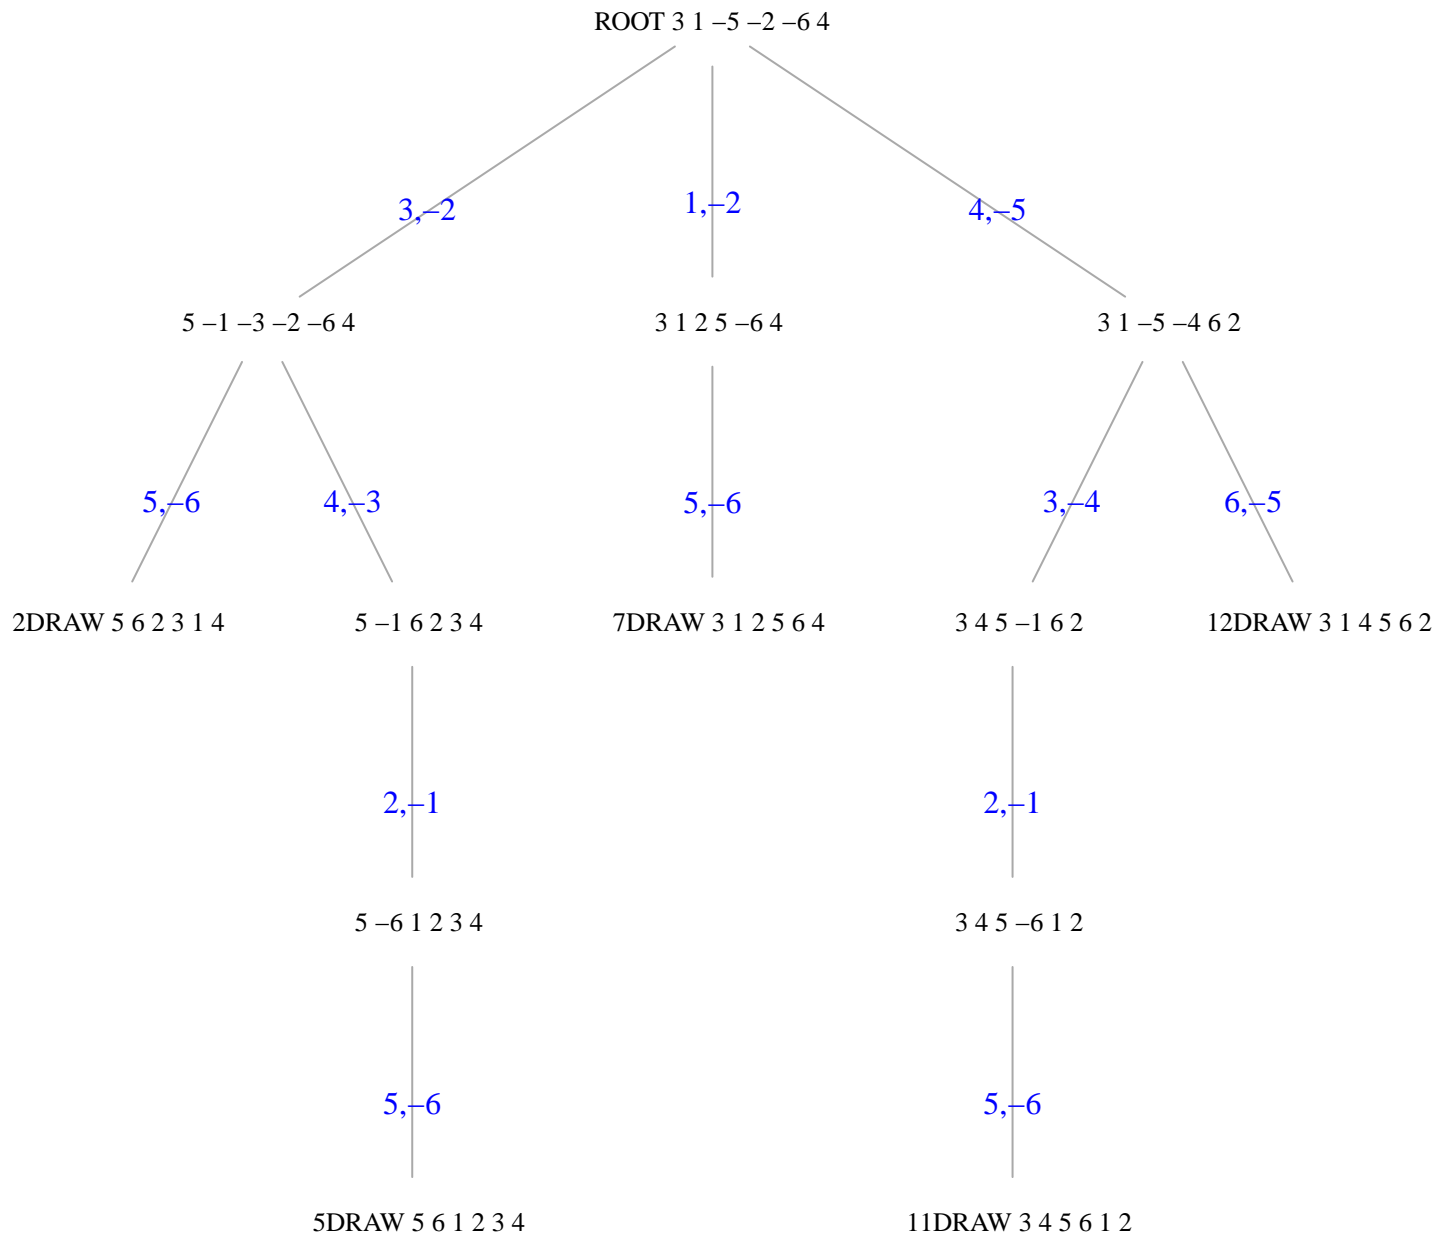 ROOT 3 1 –5 –2 –6 4
3,–2
1,–2
4,–5
5 –1 –3 –2 –6 4
3 1 2 5 –6 4
3 1 –5 –4 6 2
5,–6
4,–3
5,–6
3,–4
6,–5
2DRAW 5 6 2 3 1 4
5 –1 6 2 3 4
7DRAW 3 1 2 5 6 4
3 4 5 –1 6 2
12DRAW 3 1 4 5 6 2
2,–1
2,–1
5 –6 1 2 3 4
3 4 5 –6 1 2
5,–6
5,–6
5DRAW 5 6 1 2 3 4
11DRAW 3 4 5 6 1 2